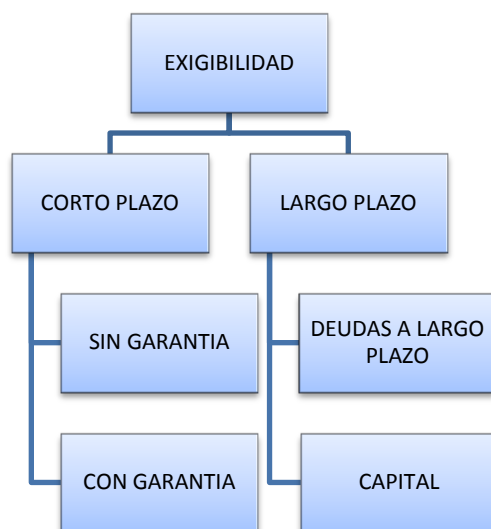 EXIGIBILIDAD
CORTO PLAZO
LARGO PLAZO
SIN GARANTIA
DEUDAS A LARGO
PLAZO
CON GARANTIA
CAPITAL